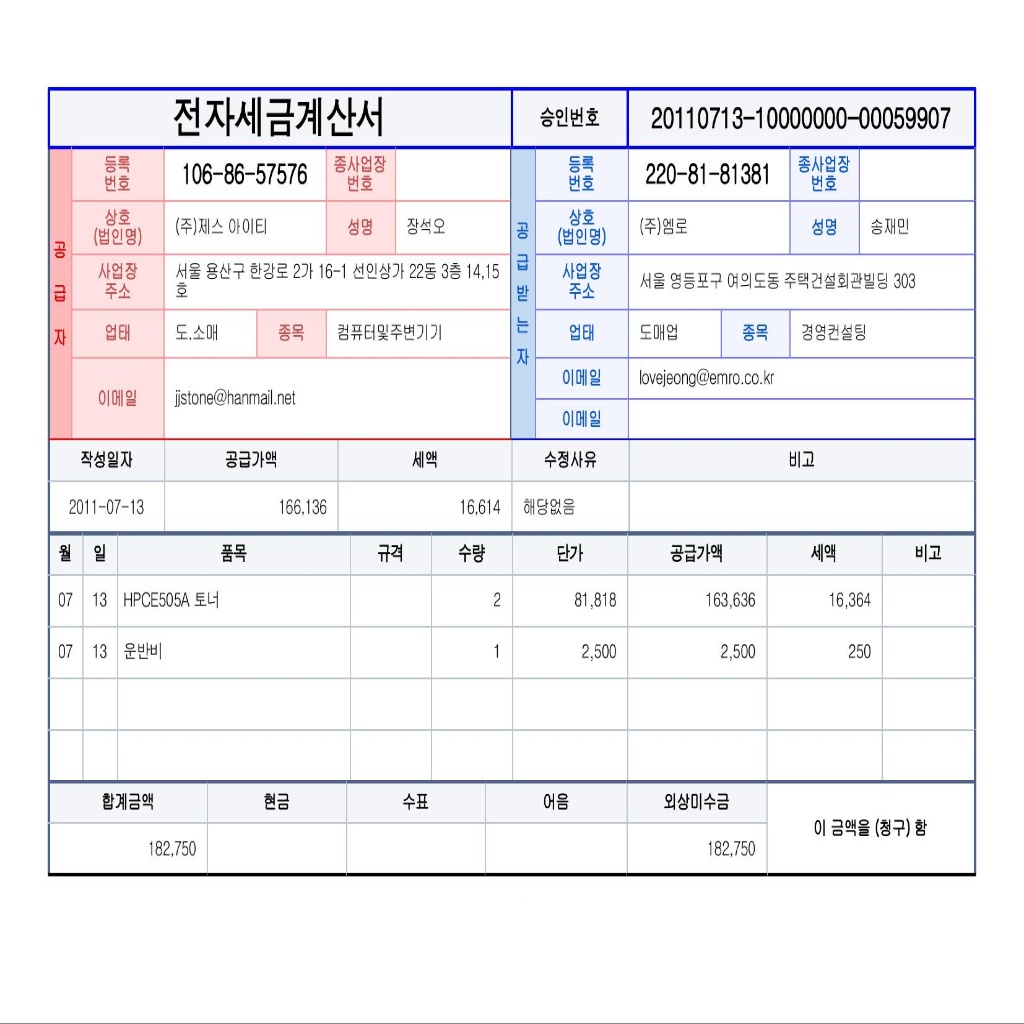 전자세금계산서 승인번호 20110713-10000000-00059907
공급자
등록번호 106-86-57576 종사업장번호
상호(법인명) (주)제스 아이티 성명 장석오
사업장주소 서울 용산구 한강로 2가 16-1 선인상가 22동 3층 14,15호
업태 도.소매 종목 컴퓨터및주변기기
이메일 jjstone@hanmail.net
공급받는자
등록번호 220-81-81381 종사업장번호
상호(법인명) (주)엠로 성명 송재민
사업장주소 서울 영등포구 여의도동 주택건설회관빌딩 303
업태 도매업 종목 경영컨설팅
이메일 lovejeong@emro.co.kr
이메일
작성일자 공급가액 세액 수정사유 비고
2011-07-13 166,136 16,614 해당없음
월 일 품목 규격 수량 단가 공급가액 세액 비고
07 13 HPCE505A 토너 2 81,818 163,636 16,364
07 13 운반비 1 2,500 2,500 250
합계금액 현금 수표 어음 외상미수금 이 금액을 (청구) 함
182,750 182,750